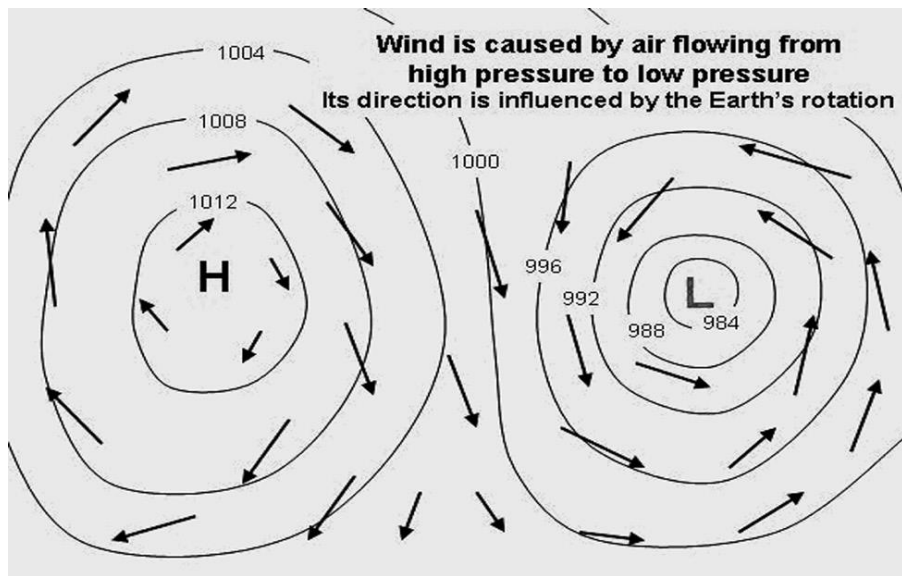 Wind is caused by air flowing from
high pressure to low pressure
Its direction is influenced by the Earth's rotation
1004
1008
1000
1012
H
996
992
L
988
984